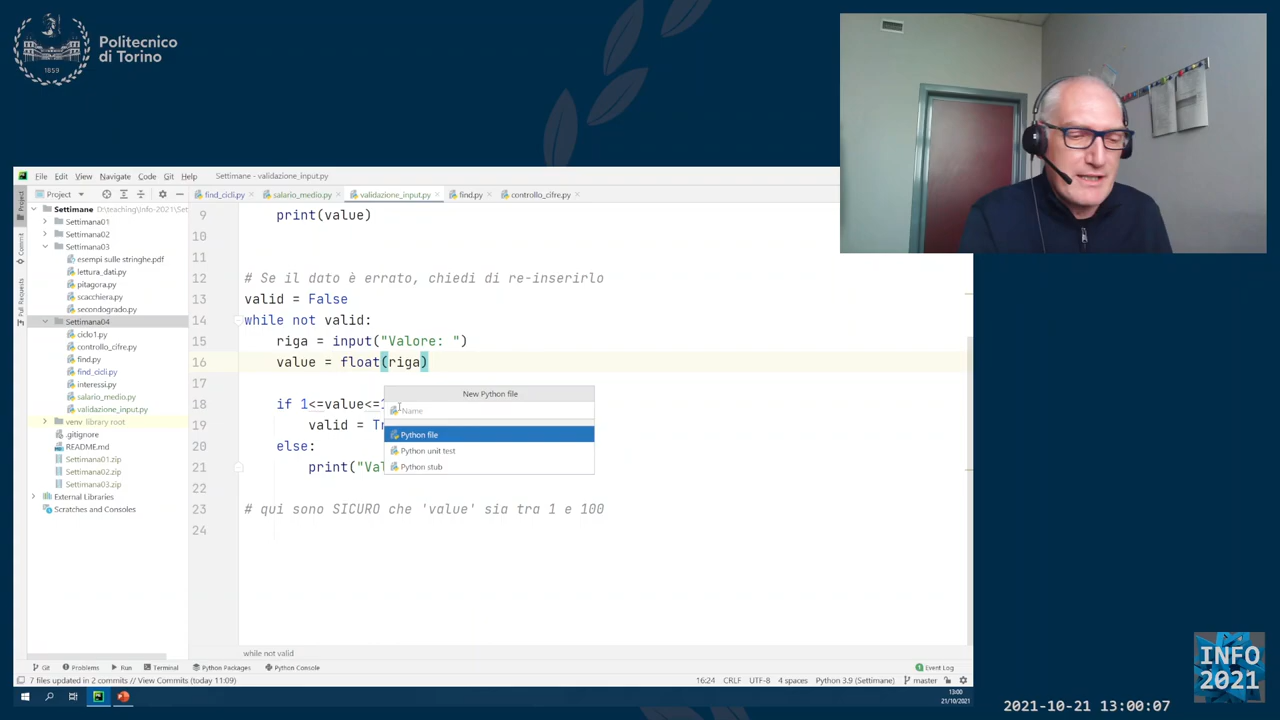 Politecnico
di Torino
1859
File Edit View Navigate Code Git Help Settimane - validazione_input.py
Project
find_cicli.py salario_medio.py validazione_input.py find.py controllo_cifre.py
Project
Commit
Pull Requests
Settimane D:\teaching\Info-2021\Set
Settimana01
Settimana02
Settimana03
esempi sulle stringhe.pdf
lettura_dati.py
pitagora.py
scacchiera.py
secondogrado.py
Settimana04
ciclo1.py
controllo_cifre.py
find.py
find_cicli.py
interessi.py
salario_medio.py
validazione_input.py
venv library root
.gitignore
README.md
Settimana01.zip
Settimana02.zip
Settimana03.zip
External Libraries
Scratches and Consoles
9 print(value)
10
11
12 # Se il dato è errato, chiedi di re-inserirlo
13 valid = False
14 while not valid:
15 riga = input("Valore: ")
16 value = float(riga)
17
18 if 1<=value<=1
19 valid = Tr
20 else:
21 print("Val
22
23 # qui sono SICURO che 'value' sia tra 1 e 100
24
New Python file
Name
Python file
Python unit test
Python stub
while not valid
Git Problems Run Terminal Python Packages Python Console Event Log
7 files updated in 2 commits // View Commits (today 11:09) 16:24 CRLF UTF-8 4 spaces Python 3.9 (Settimane) master
13:00
21/10/2021
INFO
2021
2021-10-21 13:00:07